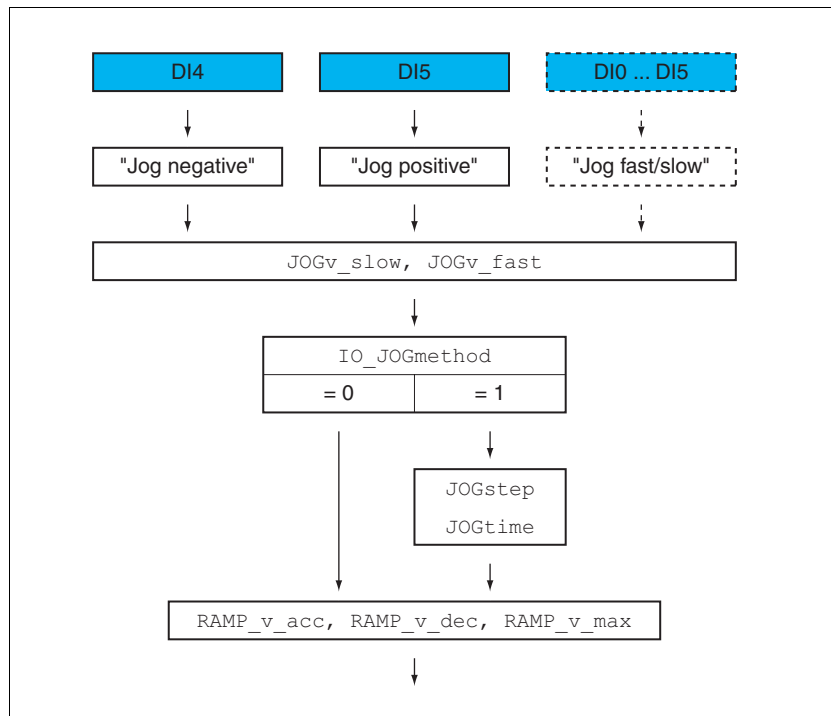 DI4 DI5 DI0 ... DI5
"Jog negative" "Jog positive" "Jog fast/slow"
JOGv_slow, JOGv_fast
IO_JOGmethod
= 0 = 1
JOGstep
JOGtime
RAMP_v_acc, RAMP_v_dec, RAMP_v_max